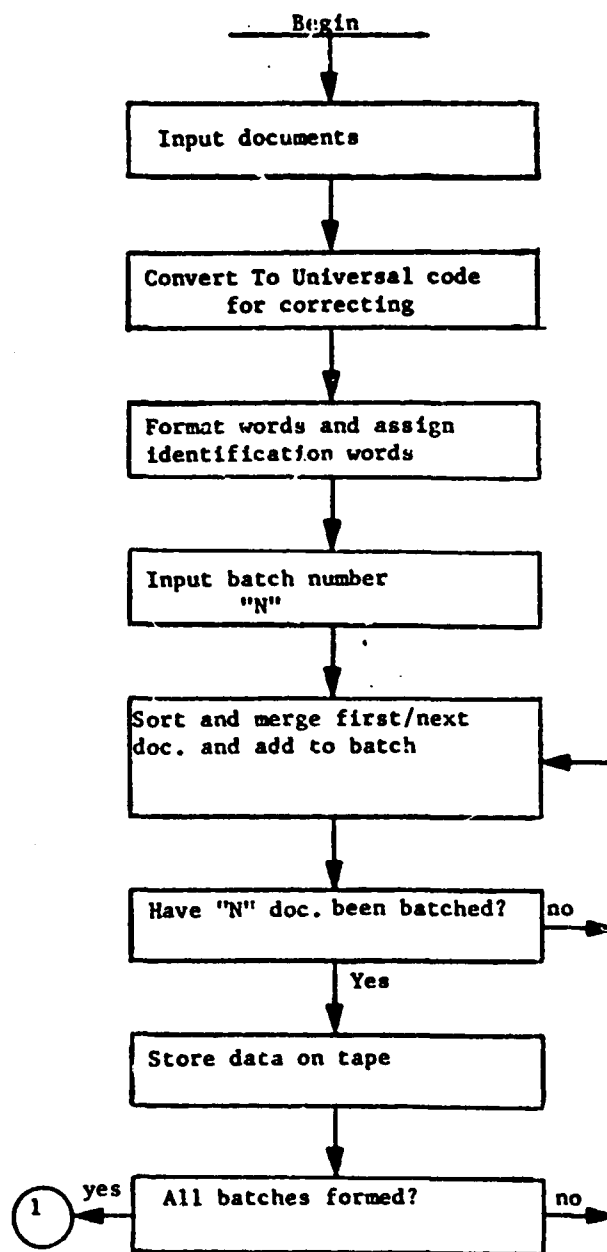 Begin
Input documents
Convert To Universal code
for correcting
Format words and assign
identification words
Input batch number
"N"
Sort and merge first/next
doc. and add to batch
Have "N" doc. been batched?
no
Yes
Store data on tape
yes
All batches formed?
no
1